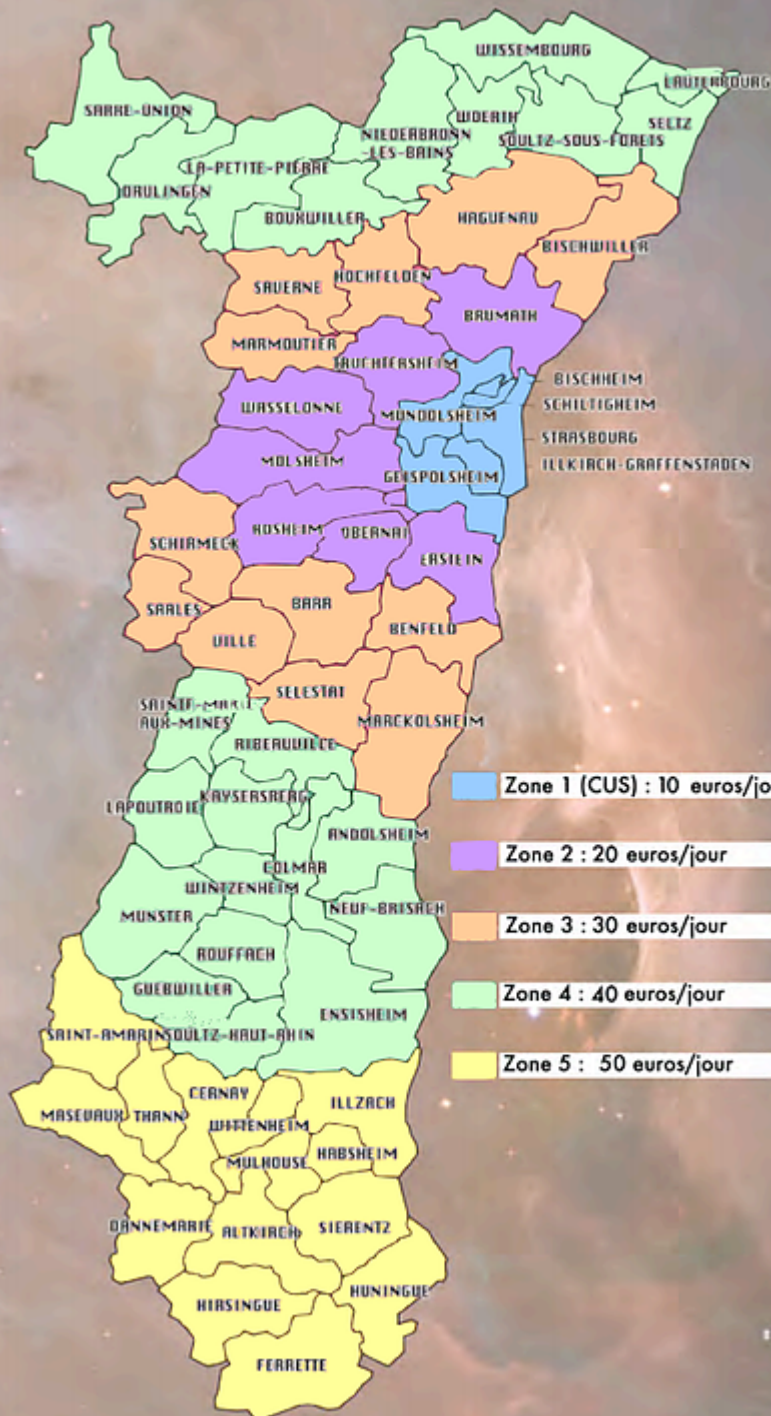 WISSEMBOURG
LAUTERBOURG
SARRE-UNION
WOERTH
SELTZ
NIEDERBRONN
-LES-BAINS
SOULTZ-SOUS-FORETS
LA-PETITE-PIERRE
DRULINGEN
BOUXWILLER
HAGUENAU
BISCHWILLER
HOCHFELDEN
SAVERNE
BRUMATH
MARMOUTIER
TRUCHTERSHEIM
BISCHHEIM
WASSELONNE
MUNDOLSHEIM
SCHILTIGHEIM
STRASBOURG
MOLSHEIM
ILLKIRCH-GRAFFENSTADEN
GEISPOLSHEIM
ROSHEIM
OBERNAI
SCHIRMECK
ERSTEIN
SAALES
BARR
BENFELD
VILLE
SELESTAT
SAINTE-MARIE
AUX-MINES
MARCKOLSHEIM
RIBEAUVILLE
Zone 1 (CUS) : 10 euros/jo
KAYSERSBERG
LAPOUTROIE
ANDOLSHEIM
Zone 2 : 20 euros/jour
COLMAR
WINTZENHEIM
NEUF-BRISACH
MUNSTER
Zone 3 : 30 euros/jour
ROUFFACH
GUEBWILLER
Zone 4 : 40 euros/jour
ENSISHEIM
SAINT-AMARIN
SOULTZ-HAUT-RHIN
Zone 5 : 50 euros/jour
CERNAY
ILLZACH
MASEVAUX
THANN
WITTENHEIM
HABSHEIM
MULHOUSE
DANNEMARIE
ALTKIRCH
SIERENTZ
HUNINGUE
HIRSINGUE
FERRETTE